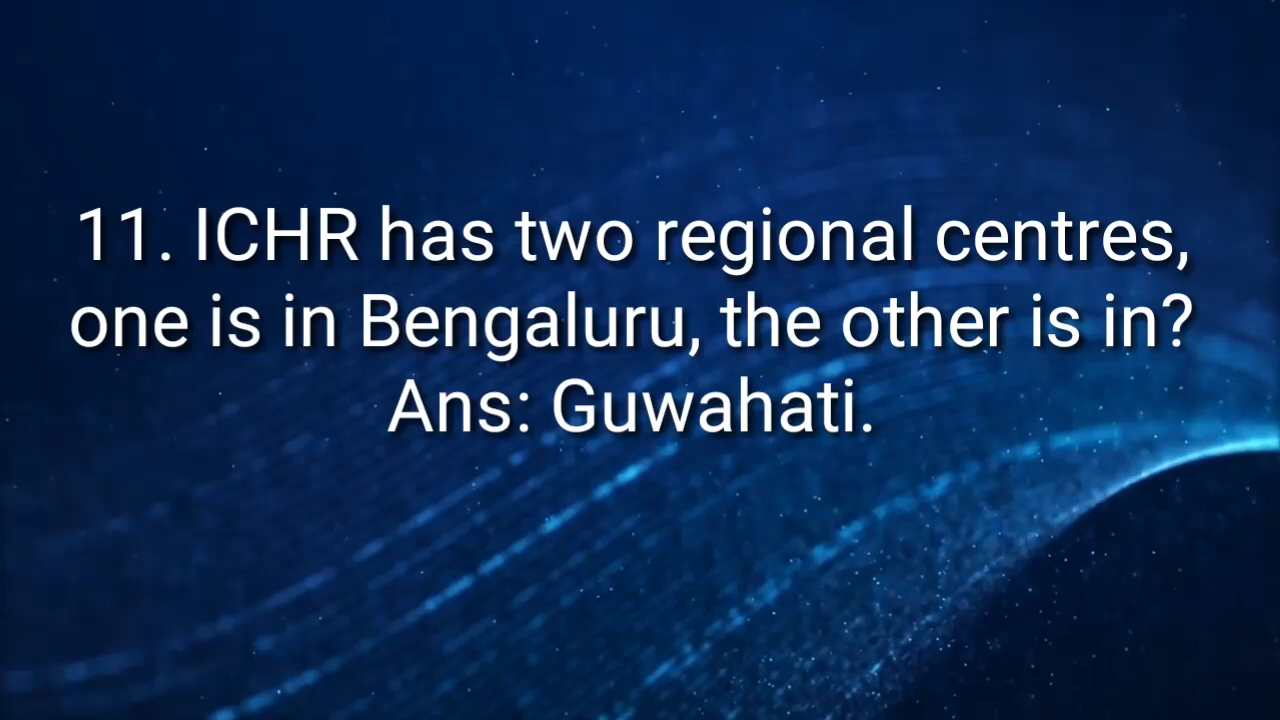 11. ICHR has two regional centres,
one is in Bengaluru, the other is in?
Ans: Guwahati.